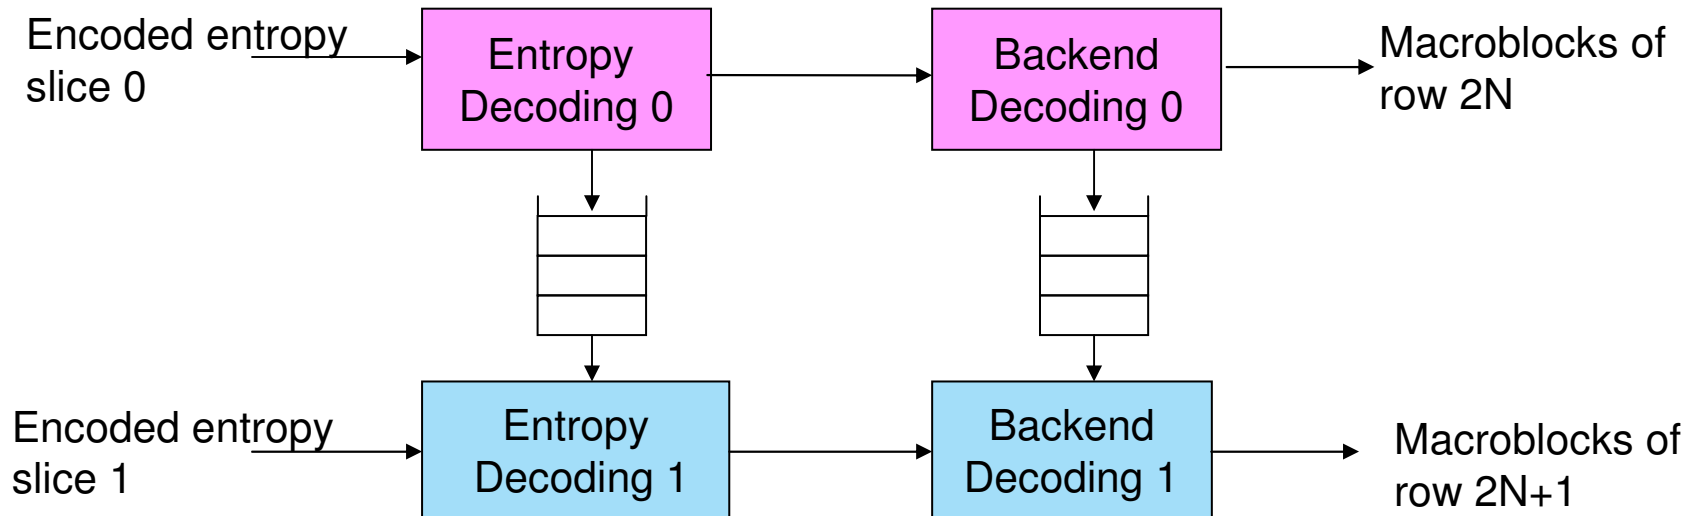 Encoded entropy
slice 0
Entropy
Decoding 0
Backend
Decoding 0
Macroblocks of
row 2N
Encoded entropy
slice 1
Entropy
Decoding 1
Backend
Decoding 1
Macroblocks of
row 2N+1